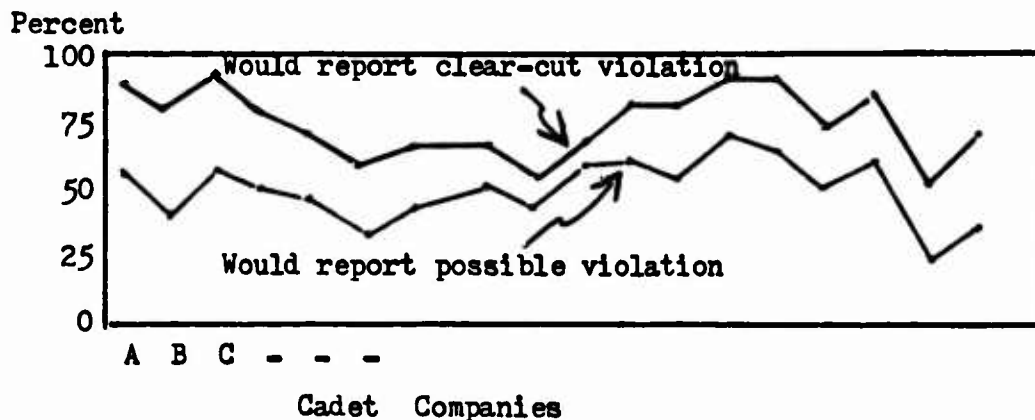 Percent
100
Would report clear-cut violation
75
50
25
Would report possible violation
0
A B C - - -
Cadet Companies